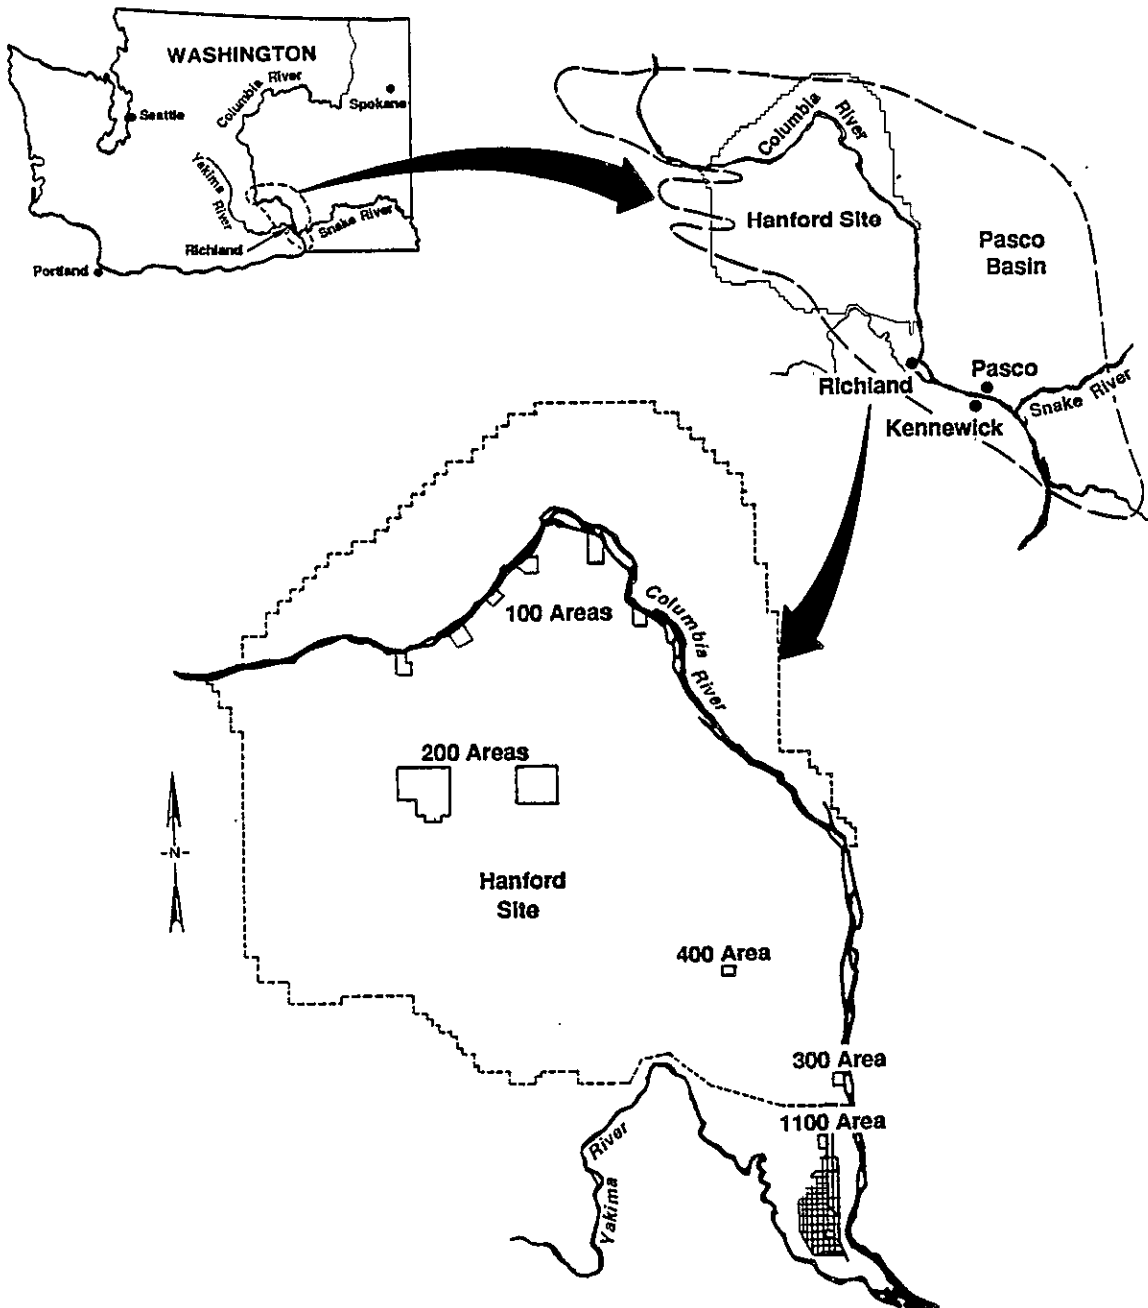 WASHINGTON
Columbia River
Spokane
Seattle
Yakima
River
Snake River
Richland
Portland
Columbia
River
Hanford Site
Pasco
Basin
Richland
Pasco
Snake River
Kennewick
100 Areas
Columbia River
200 Areas
-N-
Hanford
Site
400 Area
300 Area
1100 Area
River
Yakima